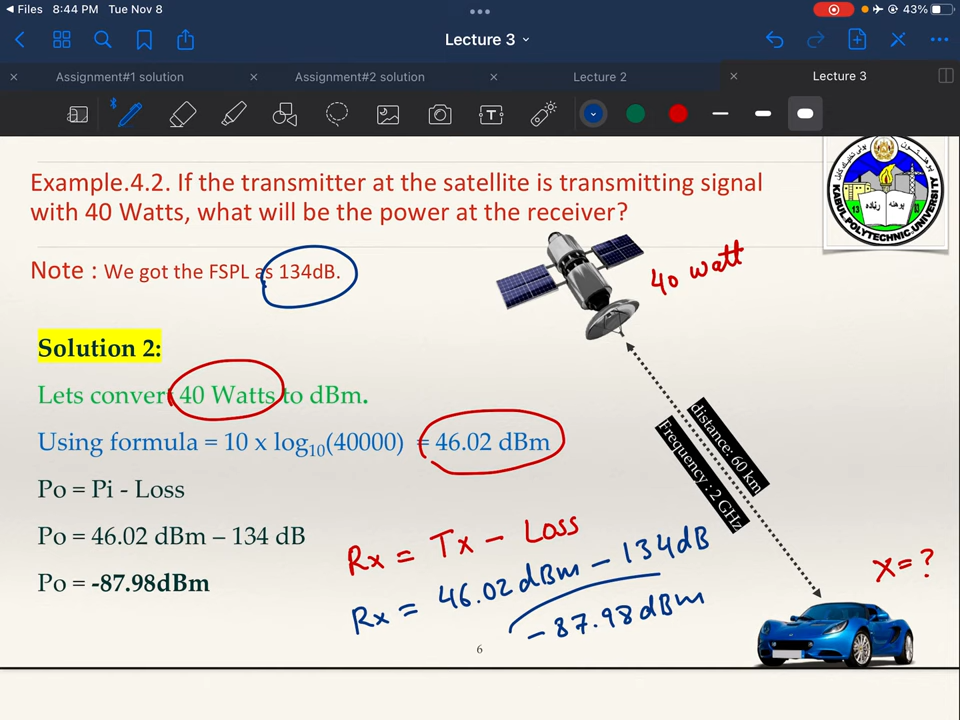 Files 8:44 PM Tue Nov 8
43%
Lecture 3
Assignment#1 solution
Assignment#2 solution
Lecture 2
Lecture 3
T
Example.4.2. If the transmitter at the satellite is transmitting signal
with 40 Watts, what will be the power at the receiver?
KABUL POLYTECHNIC UNIVERSITY
Note : We got the FSPL as 134dB.
40 watt
Solution 2:
Lets convert 40 Watts to dBm.
Using formula = 10 x log₁₀(40000) = 46.02 dBm
distance: 60 km
Frequency : 2 GHz
Po = Pi - Loss
Po = 46.02 dBm – 134 dB
Po = -87.98dBm
Rx = Tx - Loss
Rx = 46.02 dBm - 134dB
-87.98 dBm
X = ?
6